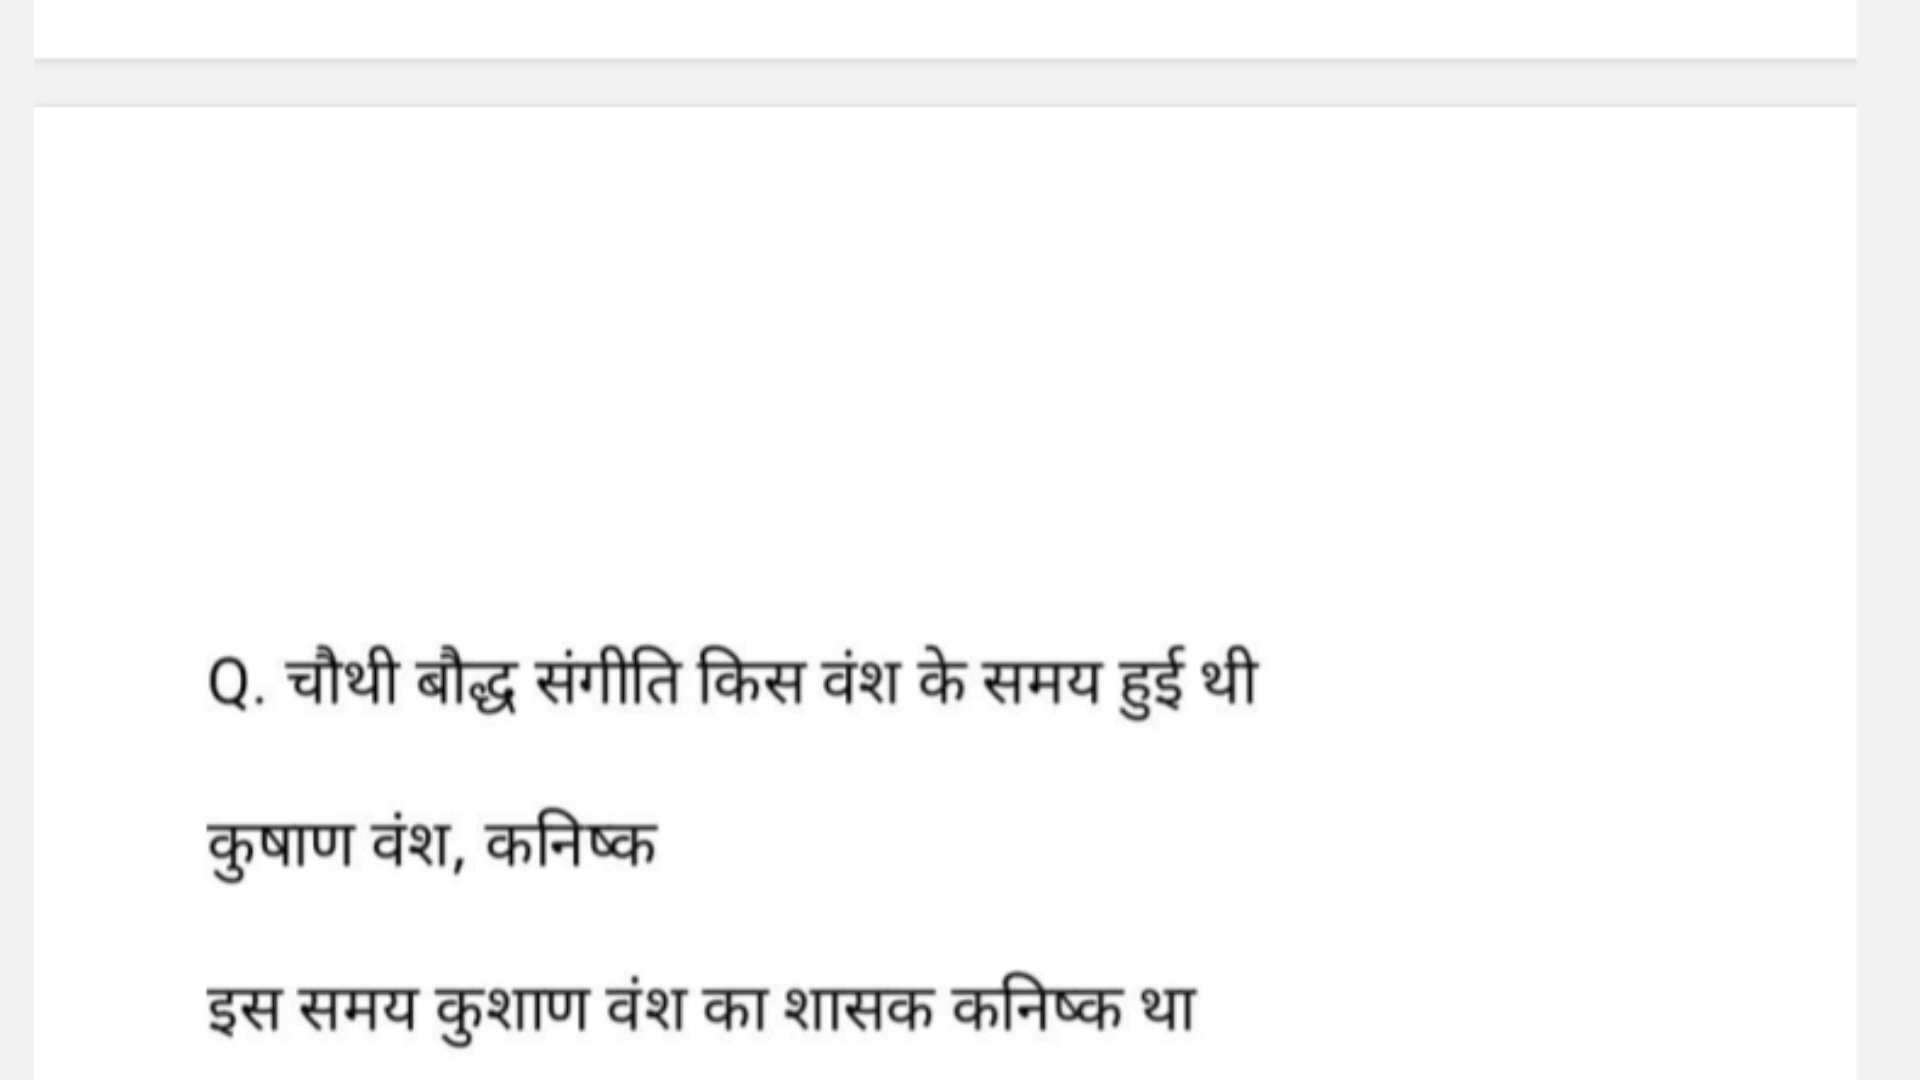 Q. चौथी बौद्ध संगीति किस वंश के समय हुई थी
कुषाण वंश, कनिष्क
इस समय कुशाण वंश का शासक कनिष्क था